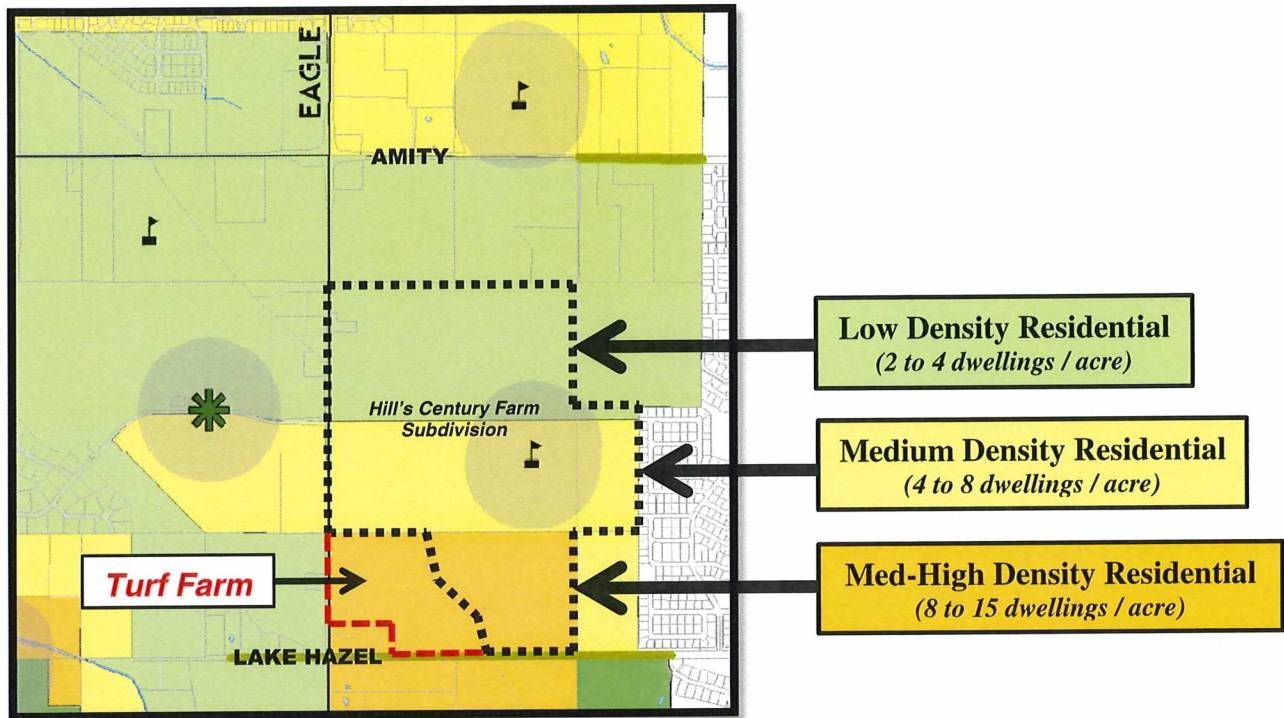 EAGLE
AMITY
Hill's Century Farm
Subdivision
Turf Farm
LAKE HAZEL
Low Density Residential
(2 to 4 dwellings / acre)
Medium Density Residential
(4 to 8 dwellings / acre)
Med-High Density Residential
(8 to 15 dwellings / acre)